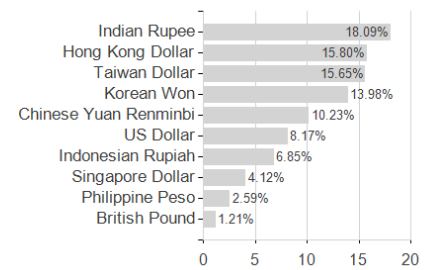 Indian Rupee 18.09%
Hong Kong Dollar 15.80%
Taiwan Dollar 15.65%
Korean Won 13.98%
Chinese Yuan Renminbi 10.23%
US Dollar 8.17%
Indonesian Rupiah 6.85%
Singapore Dollar 4.12%
Philippine Peso 2.59%
British Pound 1.21%
0 5 10 15 20